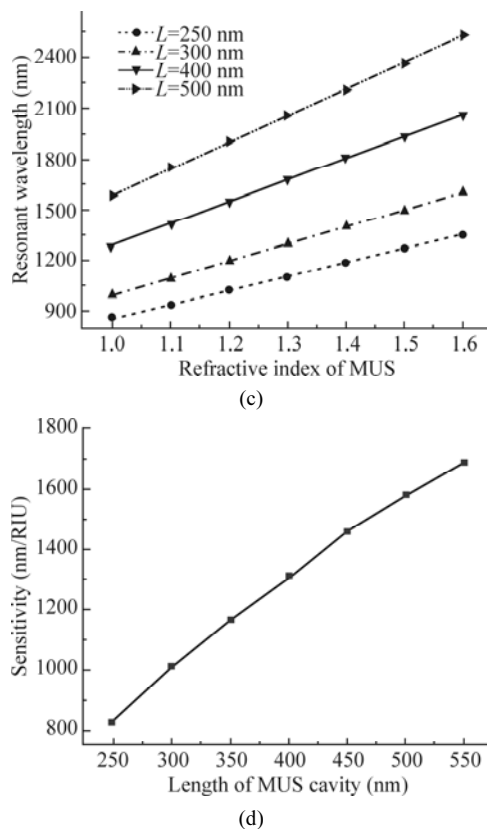 L=250 nm
L=300 nm
L=400 nm
L=500 nm
Resonant wavelength (nm)
2400
2100
1800
1500
1200
900
1.0 1.1 1.2 1.3 1.4 1.5 1.6
Refractive index of MUS
(c)
Sensitivity (nm/RIU)
1800
1600
1400
1200
1000
800
250 300 350 400 450 500 550
Length of MUS cavity (nm)
(d)